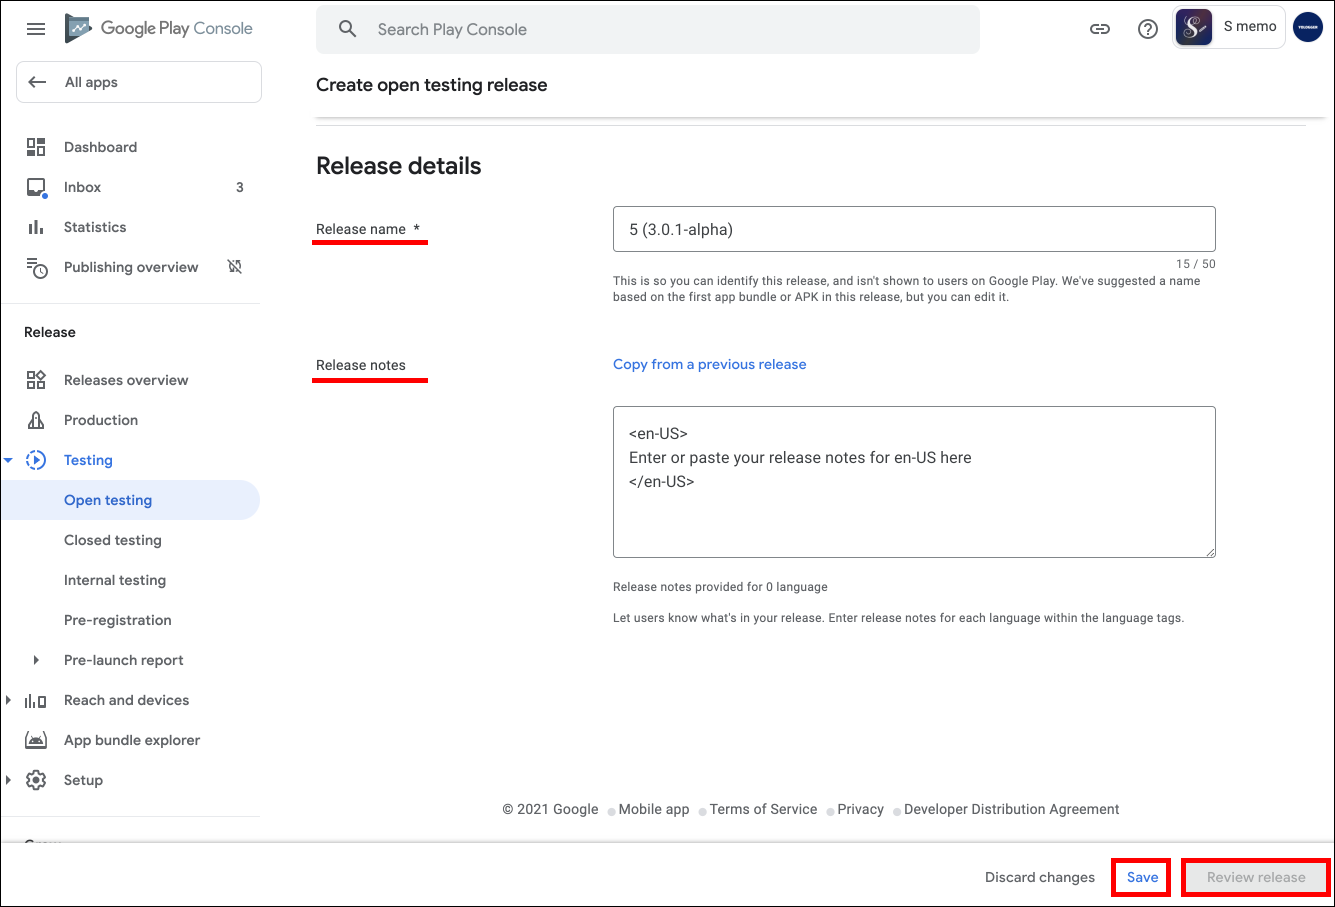 Google Play Console
Search Play Console
S memo
All apps
Create open testing release
Dashboard
Inbox 3
Statistics
Publishing overview
Release
Releases overview
Production
Testing
Open testing
Closed testing
Internal testing
Pre-registration
Pre-launch report
Reach and devices
App bundle explorer
Setup
Release details
Release name *
5 (3.0.1-alpha)
15 / 50
This is so you can identify this release, and isn't shown to users on Google Play. We've suggested a name
based on the first app bundle or APK in this release, but you can edit it.
Release notes
Copy from a previous release
<en-US>
Enter or paste your release notes for en-US here
</en-US>
Release notes provided for 0 language
Let users know what's in your release. Enter release notes for each language within the language tags.
© 2021 Google Mobile app Terms of Service Privacy Developer Distribution Agreement
Discard changes Save Review release